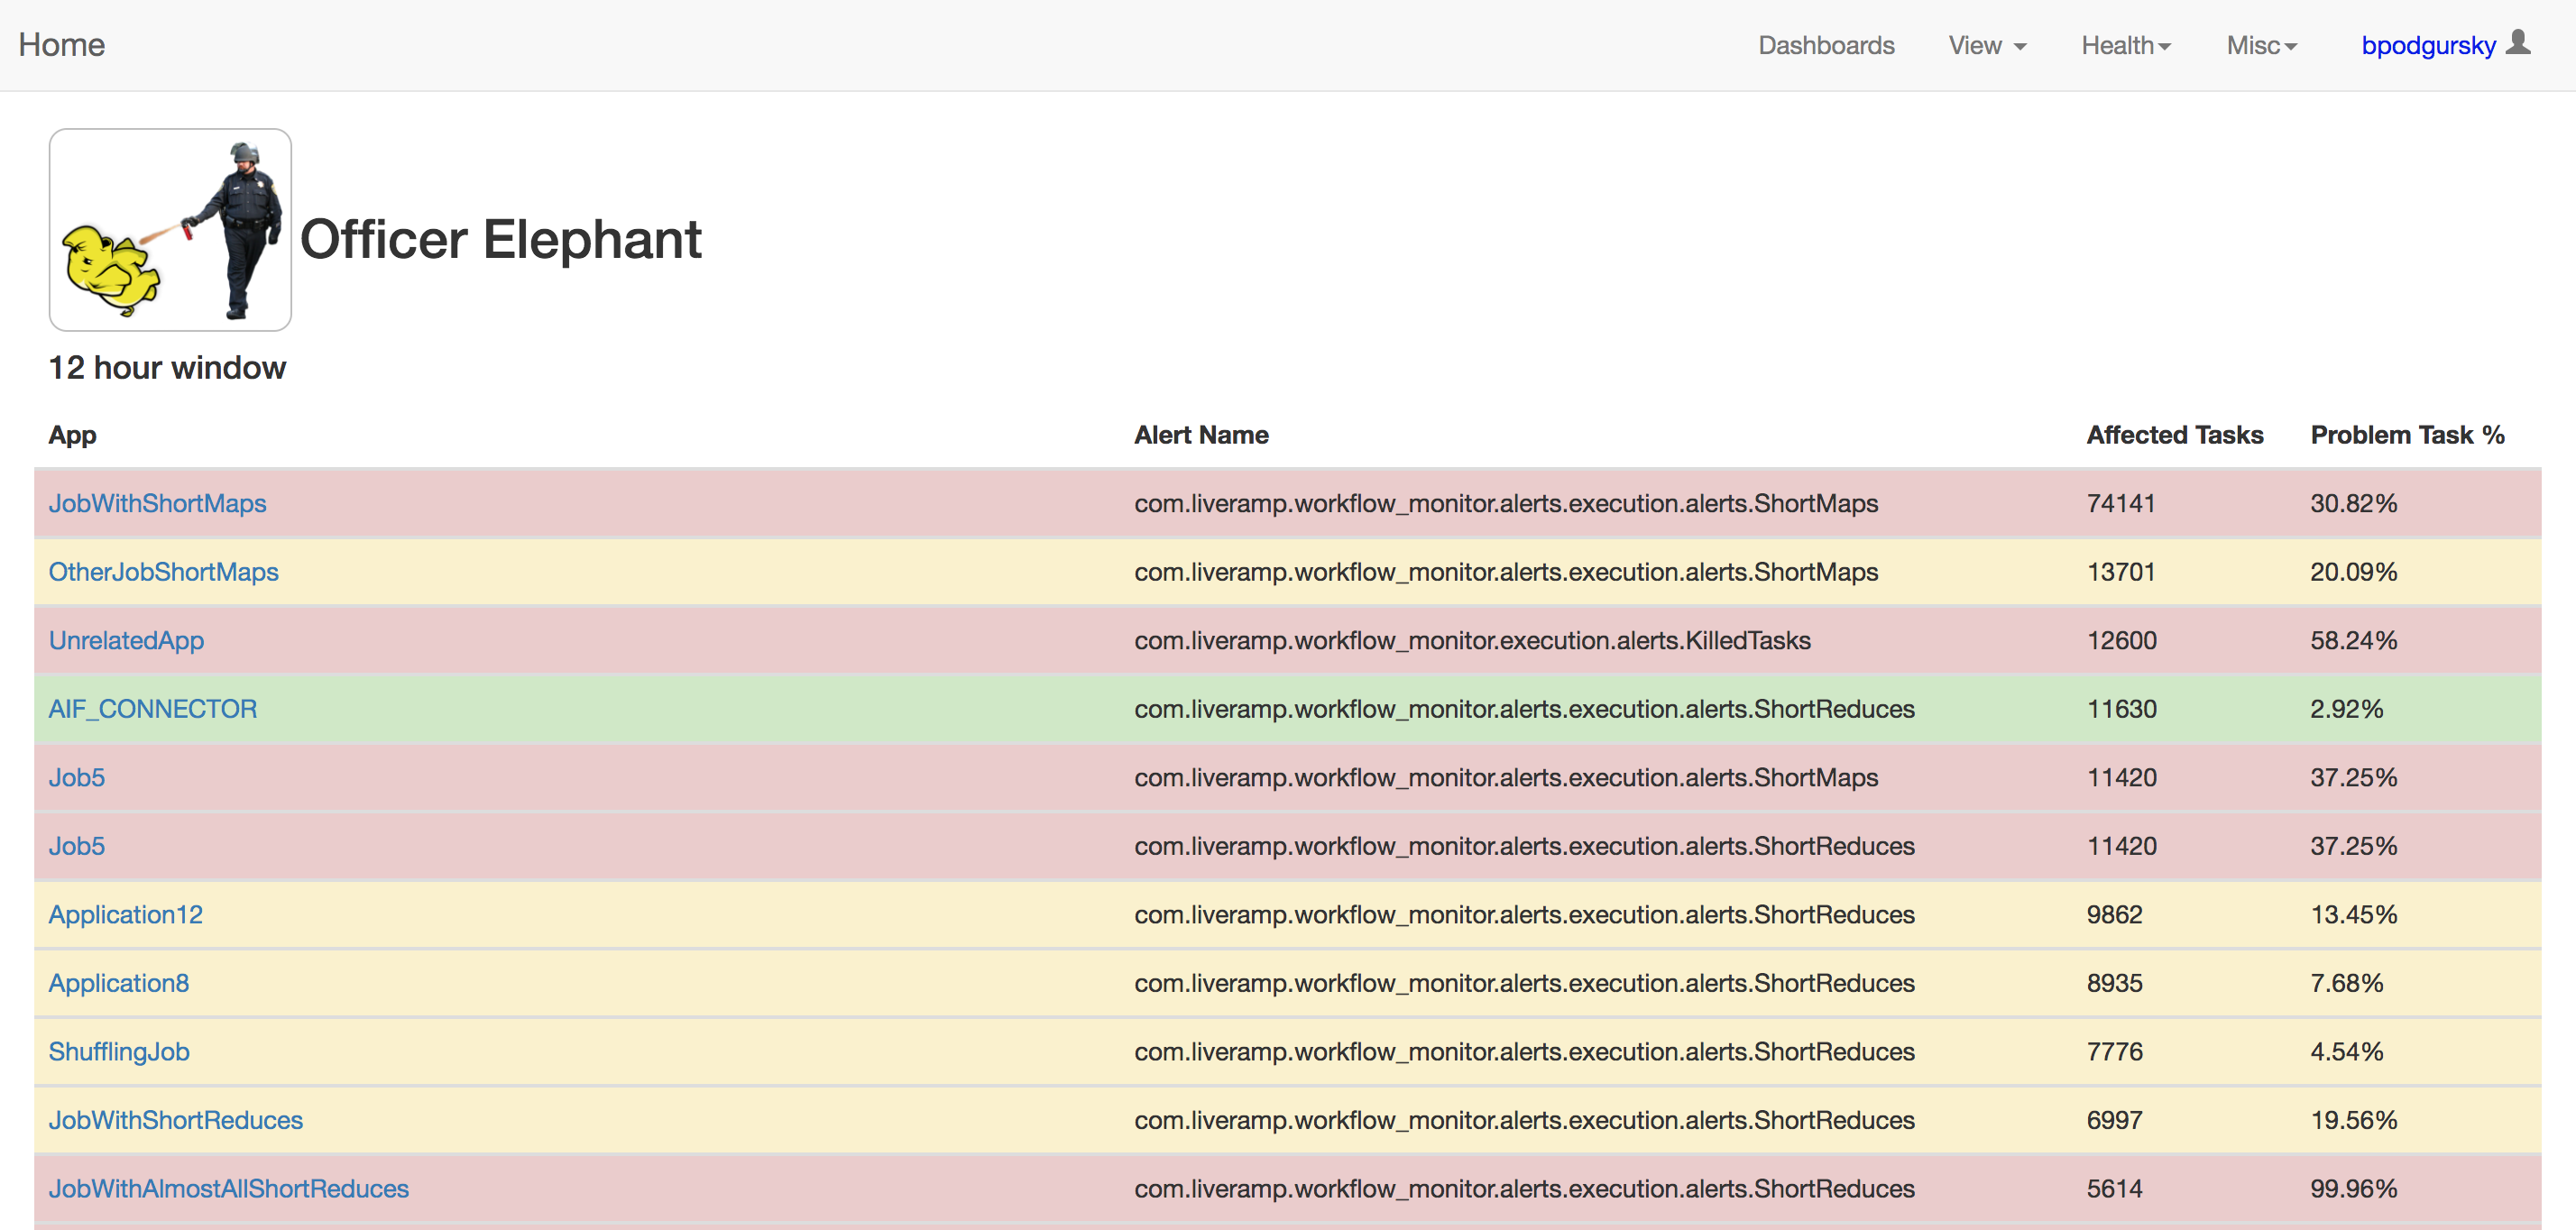 Home Dashboards View Health Misc bpodgursky
Officer Elephant
12 hour window
App Alert Name Affected Tasks Problem Task %
JobWithShortMaps com.liveramp.workflow_monitor.alerts.execution.alerts.ShortMaps 74141 30.82%
OtherJobShortMaps com.liveramp.workflow_monitor.alerts.execution.alerts.ShortMaps 13701 20.09%
UnrelatedApp com.liveramp.workflow_monitor.execution.alerts.KilledTasks 12600 58.24%
AIF_CONNECTOR com.liveramp.workflow_monitor.alerts.execution.alerts.ShortReduces 11630 2.92%
Job5 com.liveramp.workflow_monitor.alerts.execution.alerts.ShortMaps 11420 37.25%
Job5 com.liveramp.workflow_monitor.alerts.execution.alerts.ShortReduces 11420 37.25%
Application12 com.liveramp.workflow_monitor.alerts.execution.alerts.ShortReduces 9862 13.45%
Application8 com.liveramp.workflow_monitor.alerts.execution.alerts.ShortReduces 8935 7.68%
ShufflingJob com.liveramp.workflow_monitor.alerts.execution.alerts.ShortReduces 7776 4.54%
JobWithShortReduces com.liveramp.workflow_monitor.alerts.execution.alerts.ShortReduces 6997 19.56%
JobWithAlmostAllShortReduces com.liveramp.workflow_monitor.alerts.execution.alerts.ShortReduces 5614 99.96%